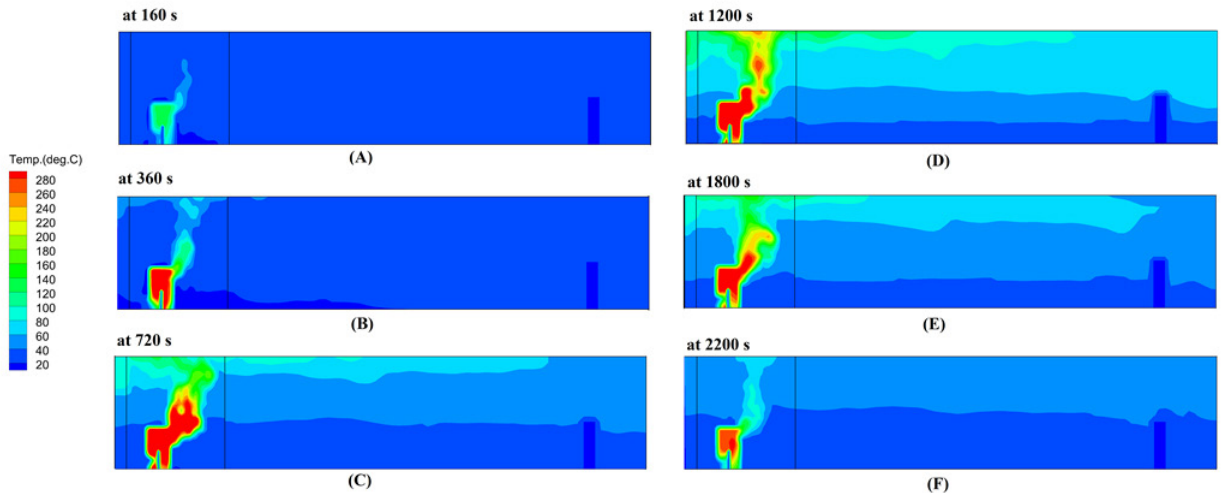 at 160 s
(A)
at 360 s
(B)
at 720 s
(C)
Temp.(deg.C)
280
260
240
220
200
180
160
140
120
100
80
60
40
20
at 1200 s
(D)
at 1800 s
(E)
at 2200 s
(F)